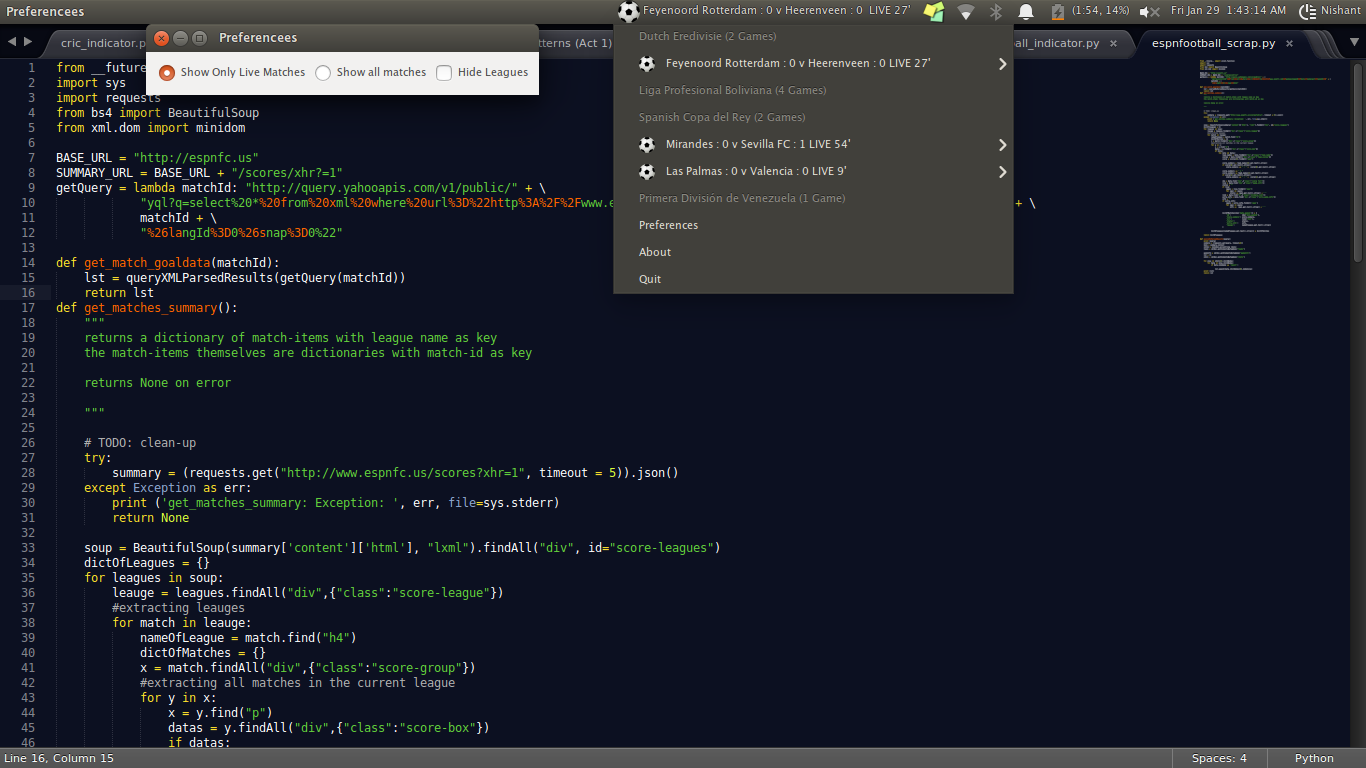 Preferencees
Feyenoord Rotterdam : 0 v Heerenveen : 0 LIVE 27'
(1:54, 14%)
Fri Jan 29 1:43:14 AM
Nishant
cric_indicator.p
Preferencees
tterns (Act 1)
all_indicator.py
espnfootball_scrap.py
Show Only Live Matches
Show all matches
Hide Leagues
Dutch Eredivisie (2 Games)
Feyenoord Rotterdam : 0 v Heerenveen : 0 LIVE 27'
Liga Profesional Boliviana (4 Games)
Spanish Copa del Rey (2 Games)
Mirandes : 0 v Sevilla FC : 1 LIVE 54'
Las Palmas : 0 v Valencia : 0 LIVE 9'
Primera División de Venezuela (1 Game)
Preferences
About
Quit
1 from __future
2 import sys
3 import requests
4 from bs4 import BeautifulSoup
5 from xml.dom import minidom
6
7 BASE_URL = "http://espnfc.us"
8 SUMMARY_URL = BASE_URL + "/scores/xhr?=1"
9 getQuery = lambda matchId: "http://query.yahooapis.com/v1/public/" + \
10 "yql?q=select%20*%20from%20xml%20where%20url%3D%22http%3A%2F%2Fwww.e + \
11 matchId + \
12 "%26langId%3D0%26snap%3D0%22"
13
14 def get_match_goaldata(matchId):
15 lst = queryXMLParsedResults(getQuery(matchId))
16 return lst
17 def get_matches_summary():
18 """
19 returns a dictionary of match-items with league name as key
20 the match-items themselves are dictionaries with match-id as key
21
22 returns None on error
23
24 """
25
26 # TODO: clean-up
27 try:
28 summary = (requests.get("http://www.espnfc.us/scores?xhr=1", timeout = 5)).json()
29 except Exception as err:
30 print ('get_matches_summary: Exception: ', err, file=sys.stderr)
31 return None
32
33 soup = BeautifulSoup(summary['content']['html'], "lxml").findAll("div", id="score-leagues")
34 dictOfLeagues = {}
35 for leagues in soup:
36 leauge = leagues.findAll("div",{"class":"score-league"})
37 #extracting leauges
38 for match in leauge:
39 nameOfLeague = match.find("h4")
40 dictOfMatches = {}
41 x = match.findAll("div",{"class":"score-group"})
42 #extracting all matches in the current league
43 for y in x:
44 x = y.find("p")
45 datas = y.findAll("div",{"class":"score-box"})
46 if datas:
Line 16, Column 15
Spaces: 4
Python